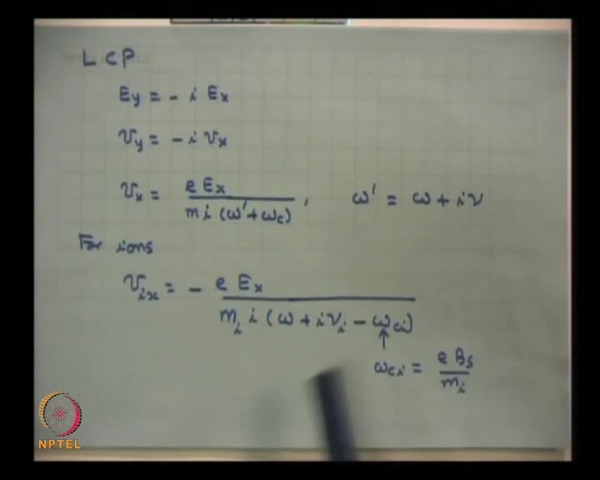 LCP
Ey = - i Ex
vy = - i vx
vx = e Ex / m i (ω' + ωc) , ω' = ω + iν
For ions
vix = - e Ex / mi i (ω + iνi - ωci)
↑
ωci = e Bs / mi
NPTEL